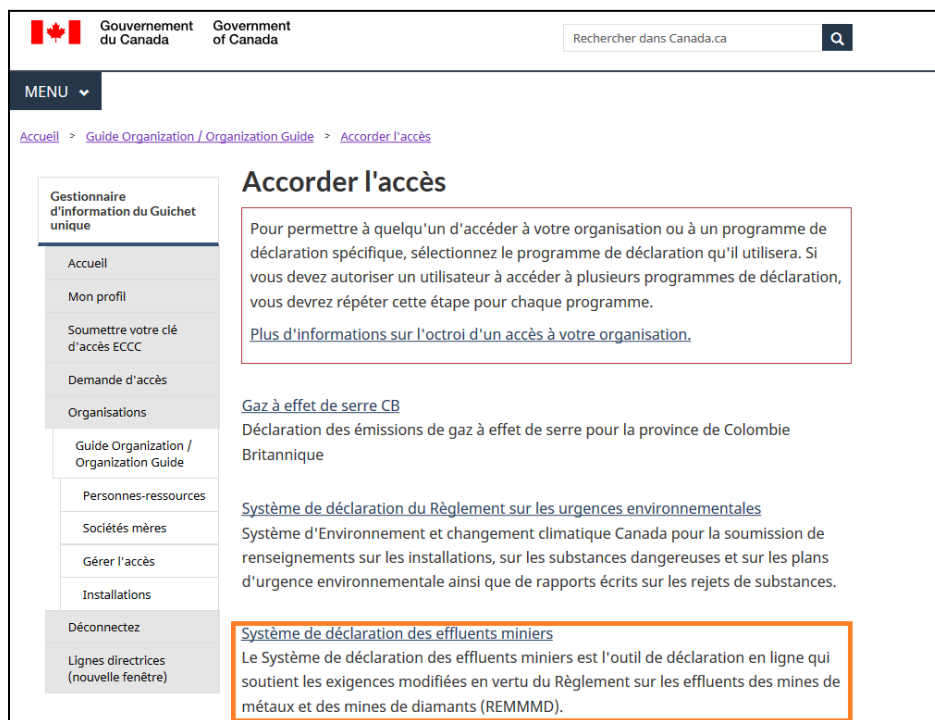 Gouvernement Government
du Canada of Canada
Rechercher dans Canada.ca
MENU
Accueil > Guide Organization / Organization Guide > Accorder l'accès
Gestionnaire
d'information du Guichet
unique
Accueil
Mon profil
Soumettre votre clé
d'accès ECCC
Demande d'accès
Organisations
Guide Organization /
Organization Guide
Personnes-ressources
Sociétés mères
Gérer l'accès
Installations
Déconnectez
Lignes directrices
(nouvelle fenêtre)
Accorder l'accès
Pour permettre à quelqu'un d'accéder à votre organisation ou à un programme de
déclaration spécifique, sélectionnez le programme de déclaration qu'il utilisera. Si
vous devez autoriser un utilisateur à accéder à plusieurs programmes de déclaration,
vous devrez répéter cette étape pour chaque programme.
Plus d'informations sur l'octroi d'un accès à votre organisation.
Gaz à effet de serre CB
Déclaration des émissions de gaz à effet de serre pour la province de Colombie
Britannique
Système de déclaration du Règlement sur les urgences environnementales
Système d'Environnement et changement climatique Canada pour la soumission de
renseignements sur les installations, sur les substances dangereuses et sur les plans
d'urgence environnementale ainsi que de rapports écrits sur les rejets de substances.
Système de déclaration des effluents miniers
Le Système de déclaration des effluents miniers est l'outil de déclaration en ligne qui
soutient les exigences modifiées en vertu du Règlement sur les effluents des mines de
métaux et des mines de diamants (REMMMD).